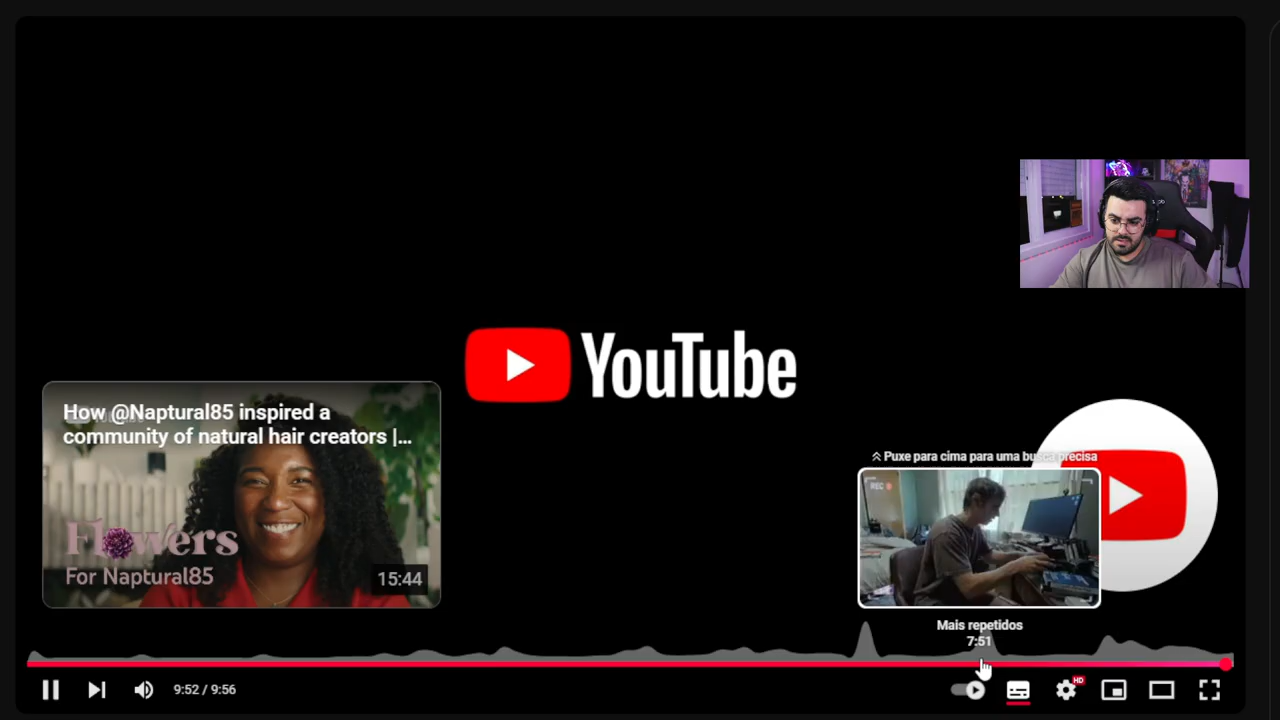 YouTube
How @Naptural85 inspired a
community of natural hair creators |...
Flowers
For Naptural85
15:44
Puxe para cima para uma busca precisa
REC
Mais repetidos
7:51
9:52 / 9:56
HD